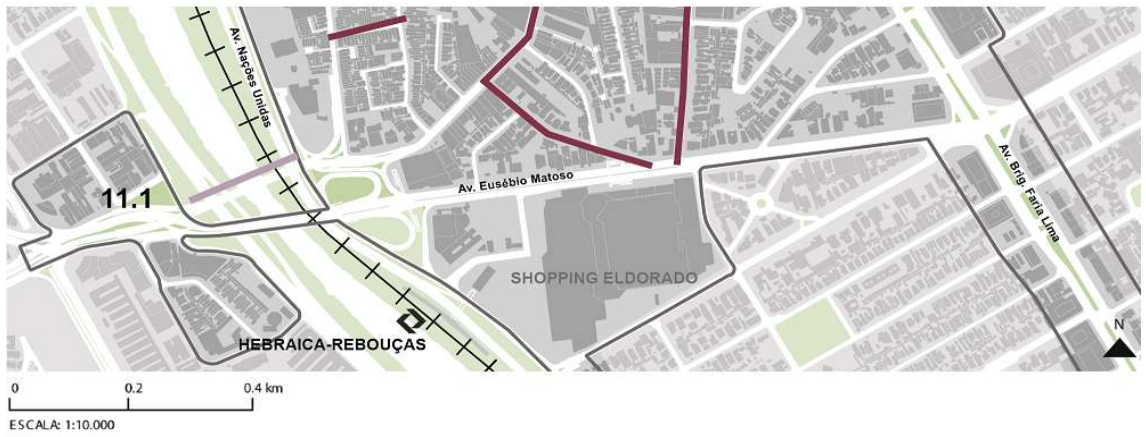 Av. Nações Unidas
11.1
Av. Eusébio Matoso
Av. Brig. Faria Lima
SHOPPING ELDORADO
HEBRAICA-REBOUÇAS
N
0 0.2 0.4 km
ESCALA: 1:10.000